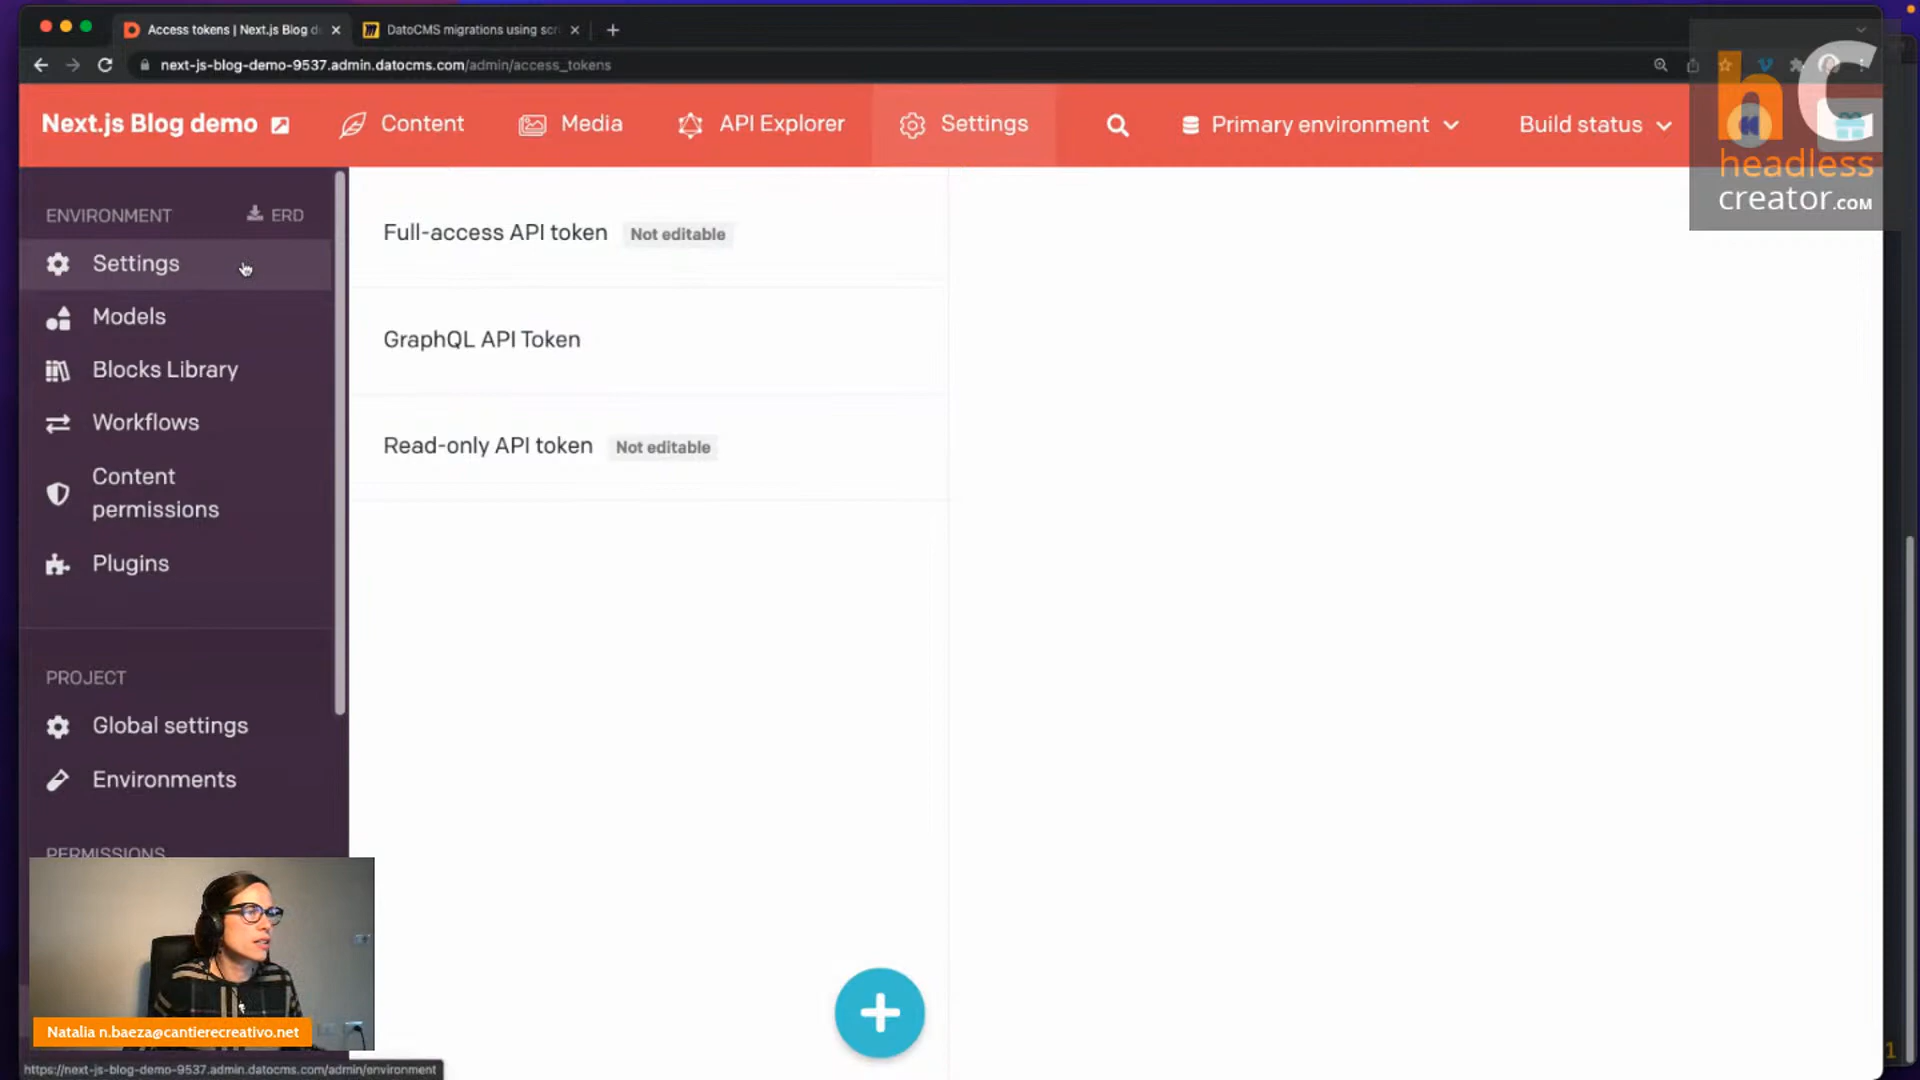 Access tokens | Next.js Blog d
DatoCMS migrations using scr
next-js-blog-demo-9537.admin.datocms.com/admin/access_tokens
Next.js Blog demo
Content
Media
API Explorer
Settings
Primary environment
Build status
hC
headless
creator.COM
ENVIRONMENT
ERD
Settings
Models
Blocks Library
Workflows
Content
permissions
Plugins
PROJECT
Global settings
Environments
PERMISSIONS
Full-access API token Not editable
GraphQL API Token
Read-only API token Not editable
Natalia n.baeza@cantierecreativo.net
https://next-js-blog-demo-9537.admin.datocms.com/admin/environment
1